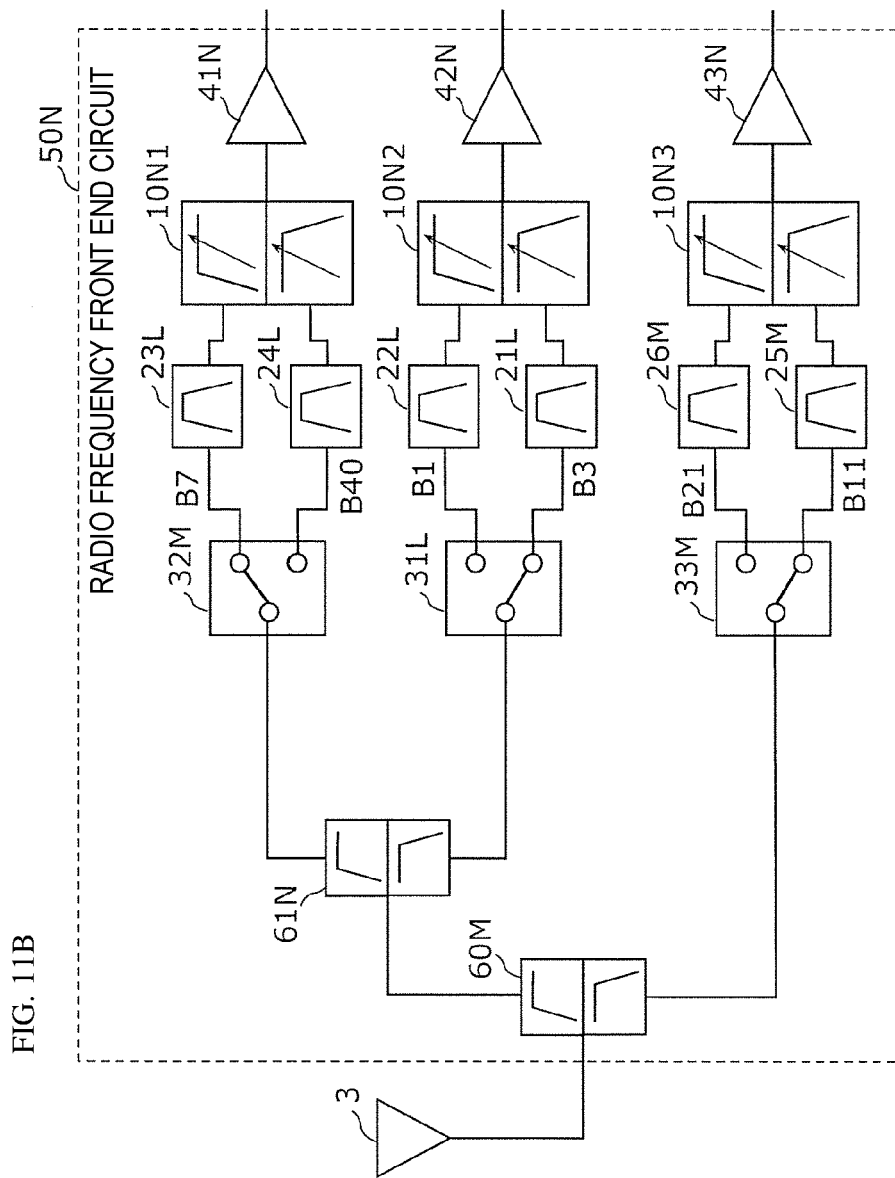 FIG. 11B
50N
RADIO FREQUENCY FRONT END CIRCUIT
3
60M
61N
32M
B7
B40
23L
24L
10N1
41N
31L
B1
B3
22L
21L
10N2
42N
33M
B21
B11
26M
25M
10N3
43N